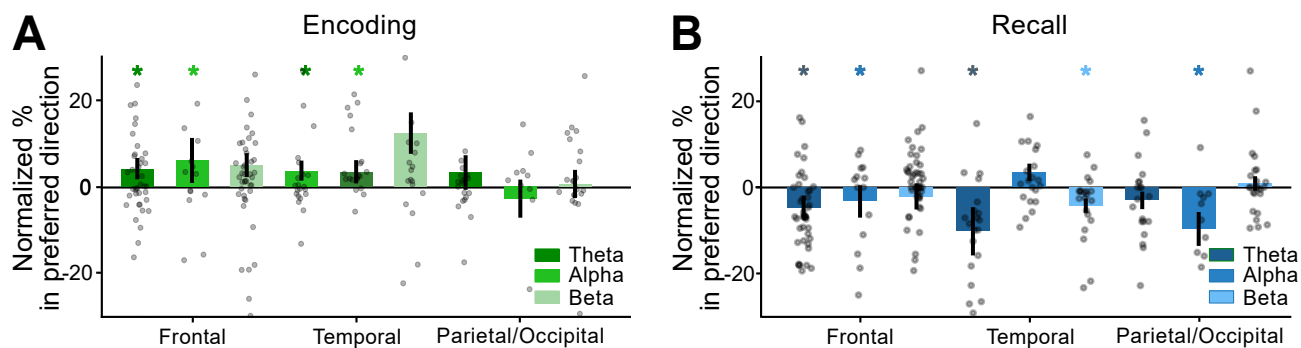 A
Encoding
Normalized %
in preferred direction
20
0
-20
* * * *
Theta
Alpha
Beta
Frontal
Temporal
Parietal/Occipital
B
Recall
Normalized %
in preferred direction
20
0
-20
* * * * *
Theta
Alpha
Beta
Frontal
Temporal
Parietal/Occipital